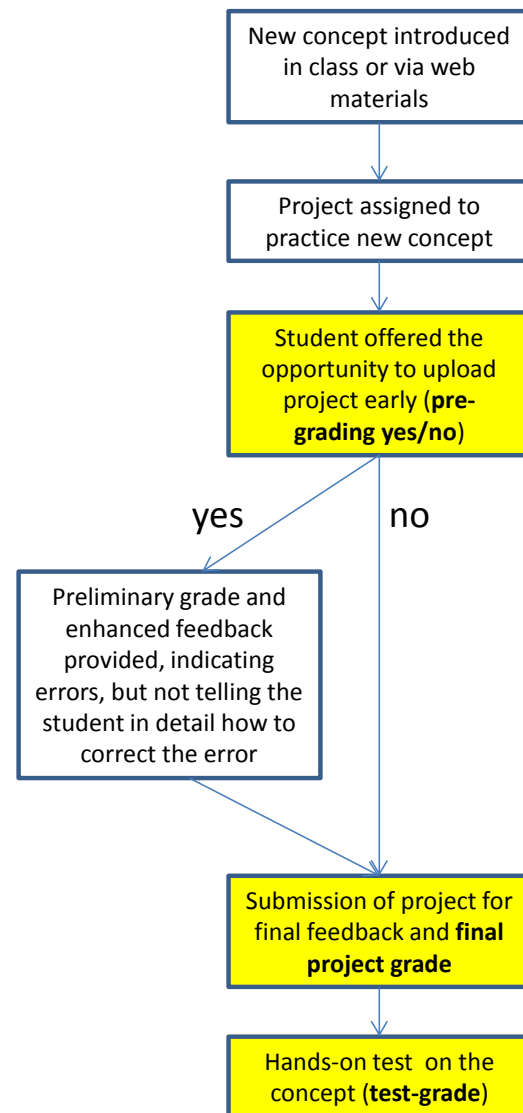 New concept introduced
in class or via web
materials
Project assigned to
practice new concept
Student offered the
opportunity to upload
project early (pre-
grading yes/no)
yes
no
Preliminary grade and
enhanced feedback
provided, indicating
errors, but not telling the
student in detail how to
correct the error
Submission of project for
final feedback and final
project grade
Hands-on test on the
concept (test-grade)